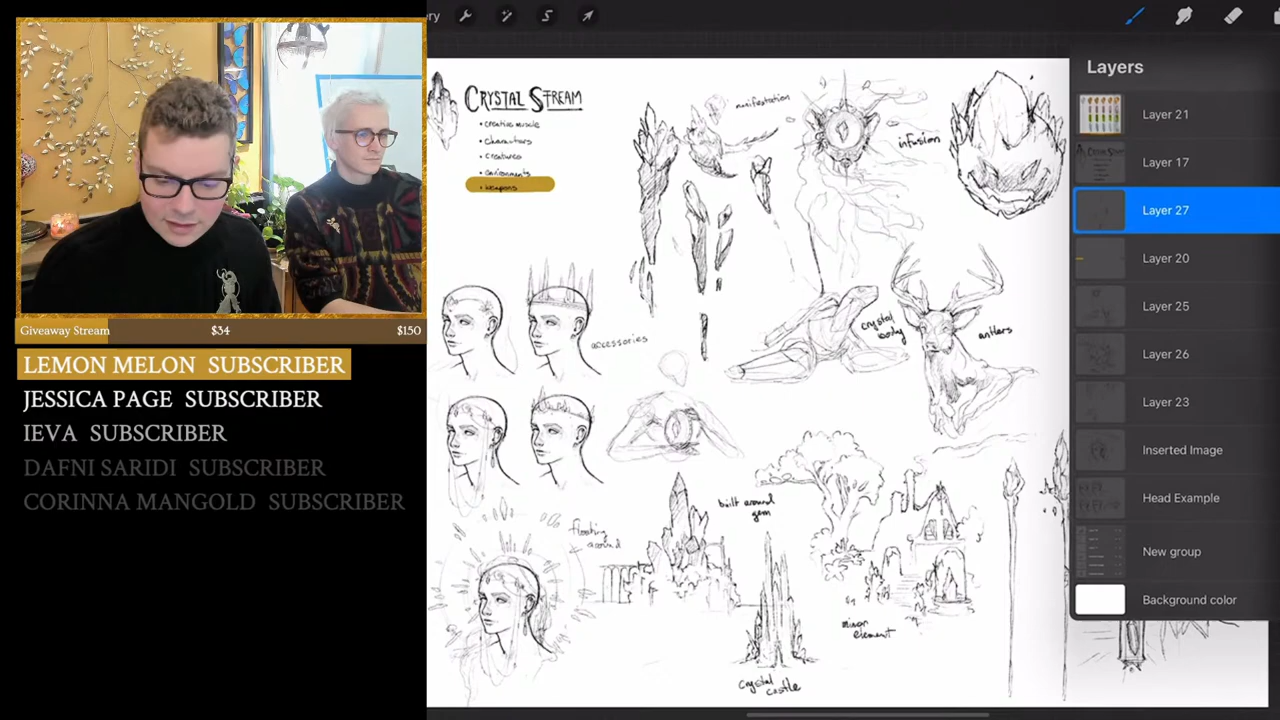 ry
Layers
Layer 21
Layer 17
Layer 27
Layer 20
Layer 25
Layer 26
Layer 23
Inserted Image
Head Example
New group
Background color
CRYSTAL STREAM
• creative muscle
• characters
• creatures
• environments
• weapons
manifestation
infusion
crystal
body
antlers
accessories
built around
gem
floating
around
minor
element
crystal
castle
Giveaway Stream $34 $150
LEMON MELON SUBSCRIBER
JESSICA PAGE SUBSCRIBER
IEVA SUBSCRIBER
DAFNI SARIDI SUBSCRIBER
CORINNA MANGOLD SUBSCRIBER